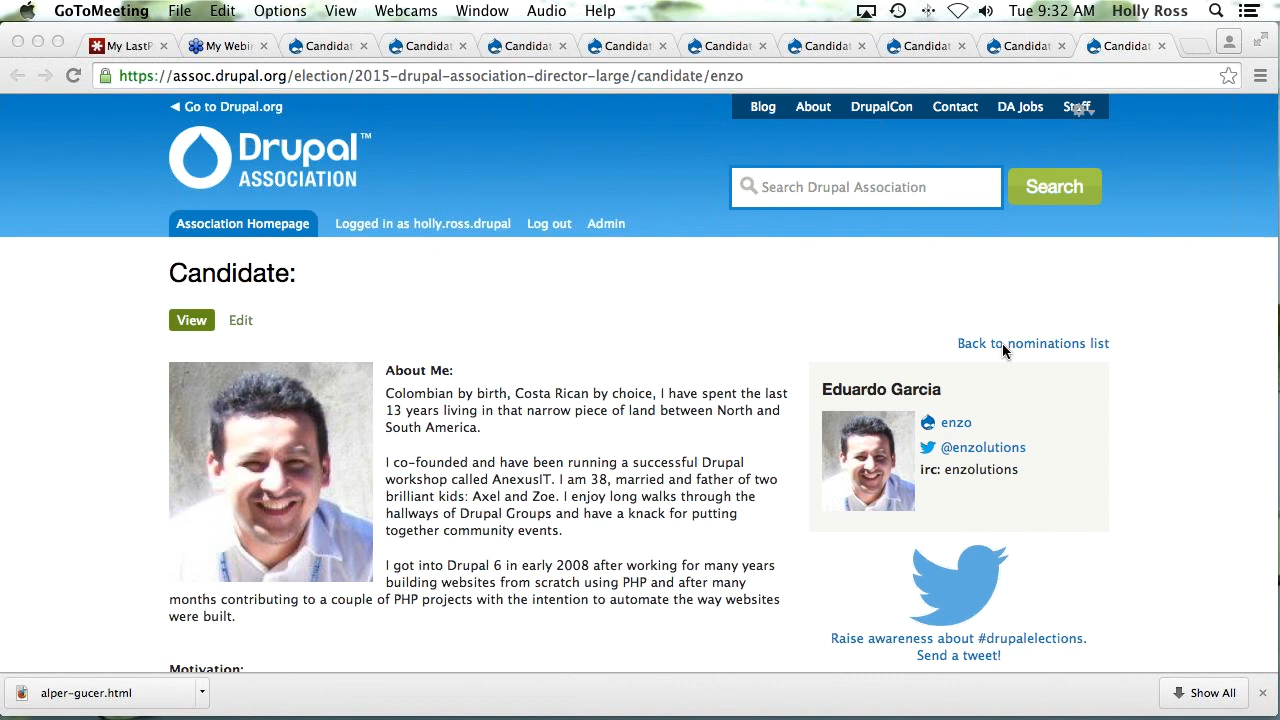 GoToMeeting File Edit Options View Webcams Window Audio Help Tue 9:32 AM Holly Ross
My LastP My Webin Candidat Candidat Candidat Candidat Candidat Candidat Candidat Candidat Candidat
https://assoc.drupal.org/election/2015-drupal-association-director-large/candidate/enzo
Go to Drupal.org
Blog About DrupalCon Contact DA Jobs Staff
Drupal™
ASSOCIATION
Search Drupal Association Search
Association Homepage Logged in as holly.ross.drupal Log out Admin
Candidate:
View Edit
Back to nominations list
About Me:
Colombian by birth, Costa Rican by choice, I have spent the last
13 years living in that narrow piece of land between North and
South America.
I co-founded and have been running a successful Drupal
workshop called AnexusIT. I am 38, married and father of two
brilliant kids: Axel and Zoe. I enjoy long walks through the
hallways of Drupal Groups and have a knack for putting
together community events.
I got into Drupal 6 in early 2008 after working for many years
building websites from scratch using PHP and after many
months contributing to a couple of PHP projects with the intention to automate the way websites
were built.
Motivation:
Eduardo Garcia
enzo
@enzolutions
irc: enzolutions
Raise awareness about #drupalelections.
Send a tweet!
alper-gucer.html
Show All